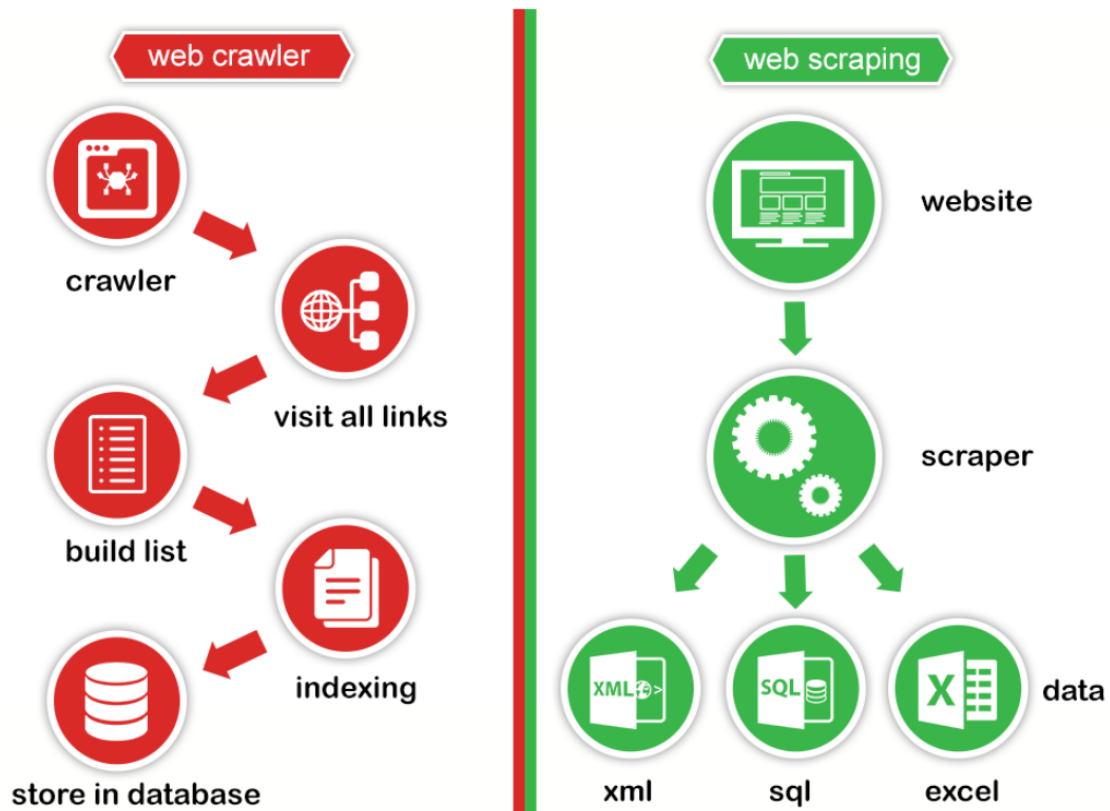 web crawler
crawler
visit all links
build list
indexing
store in database
web scraping
website
scraper
XML
SQL
X
data
xml
sql
excel